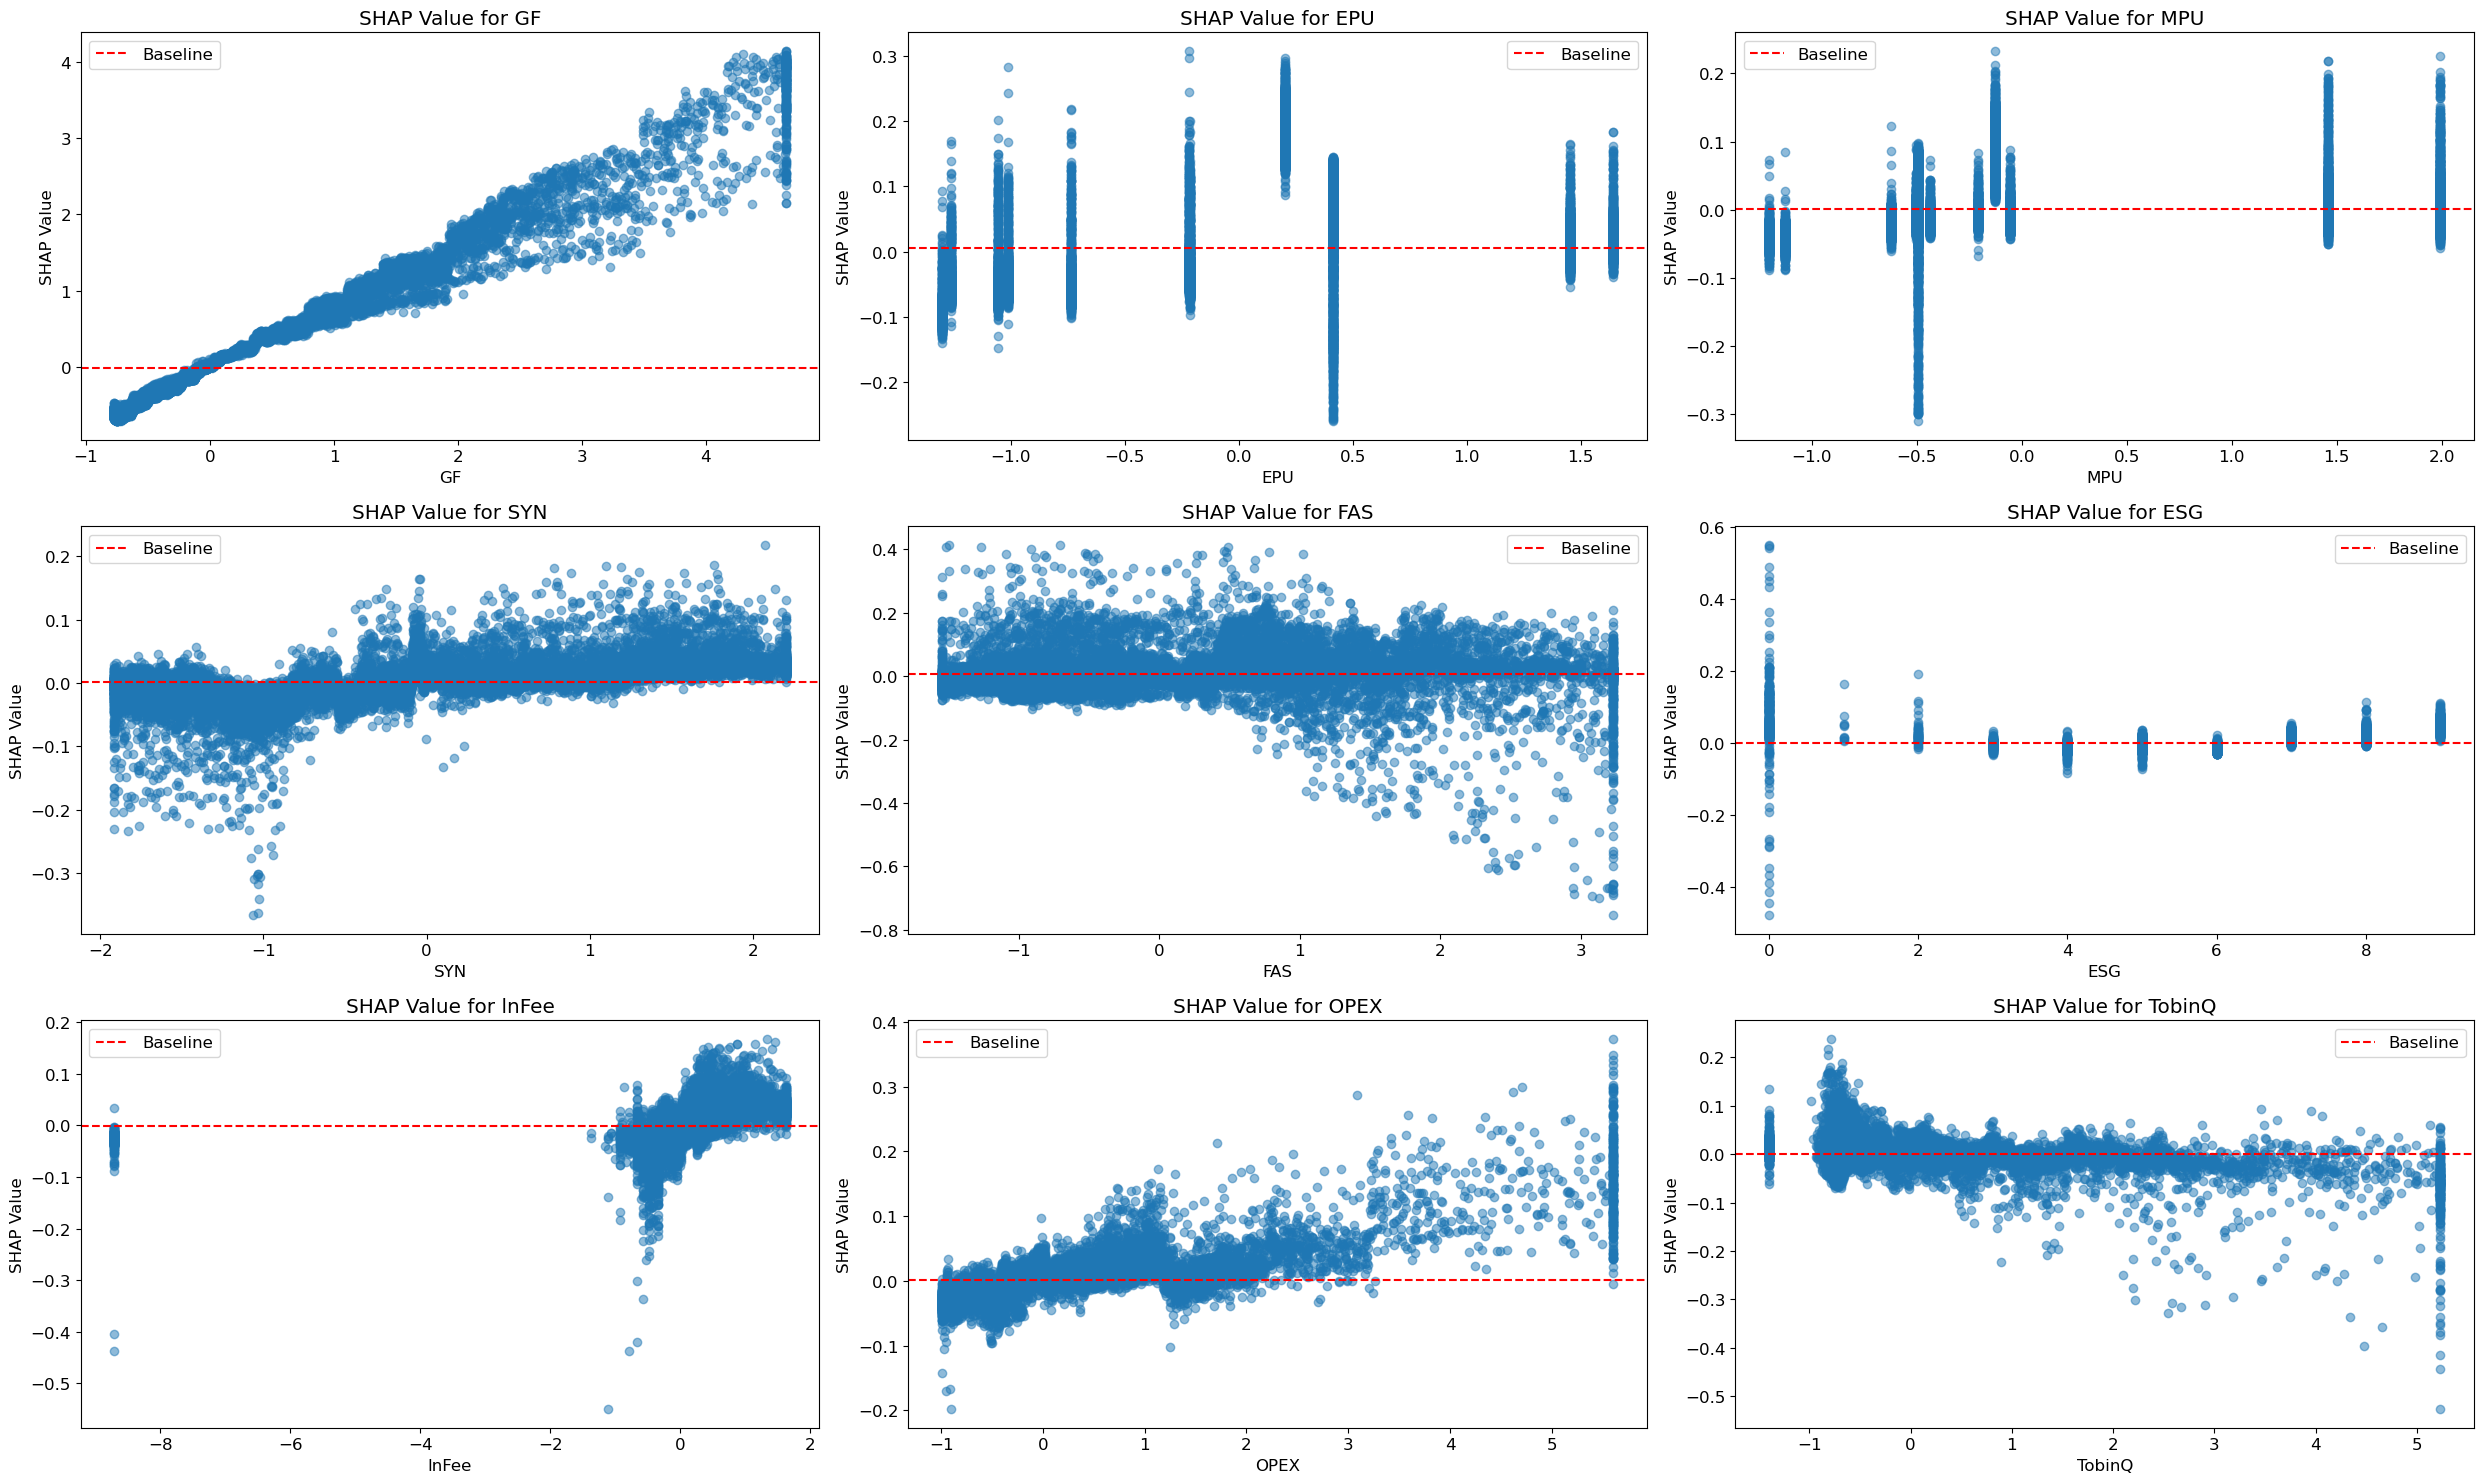 SHAP Value for GF
Baseline
SHAP Value
4
3
2
1
0
−1 0 1 2 3 4
GF
SHAP Value for EPU
Baseline
SHAP Value
0.3
0.2
0.1
0.0
−0.1
−0.2
−1.0 −0.5 0.0 0.5 1.0 1.5
EPU
SHAP Value for MPU
Baseline
SHAP Value
0.2
0.1
0.0
−0.1
−0.2
−0.3
−1.0 −0.5 0.0 0.5 1.0 1.5 2.0
MPU
SHAP Value for SYN
Baseline
SHAP Value
0.2
0.1
0.0
−0.1
−0.2
−0.3
−2 −1 0 1 2
SYN
SHAP Value for FAS
Baseline
SHAP Value
0.4
0.2
0.0
−0.2
−0.4
−0.6
−0.8
−1 0 1 2 3
FAS
SHAP Value for ESG
Baseline
SHAP Value
0.6
0.4
0.2
0.0
−0.2
−0.4
0 2 4 6 8
ESG
SHAP Value for lnFee
Baseline
SHAP Value
0.2
0.1
0.0
−0.1
−0.2
−0.3
−0.4
−0.5
−8 −6 −4 −2 0 2
lnFee
SHAP Value for OPEX
Baseline
SHAP Value
0.4
0.3
0.2
0.1
0.0
−0.1
−0.2
−1 0 1 2 3 4 5
OPEX
SHAP Value for TobinQ
Baseline
SHAP Value
0.2
0.1
0.0
−0.1
−0.2
−0.3
−0.4
−0.5
−1 0 1 2 3 4 5
TobinQ